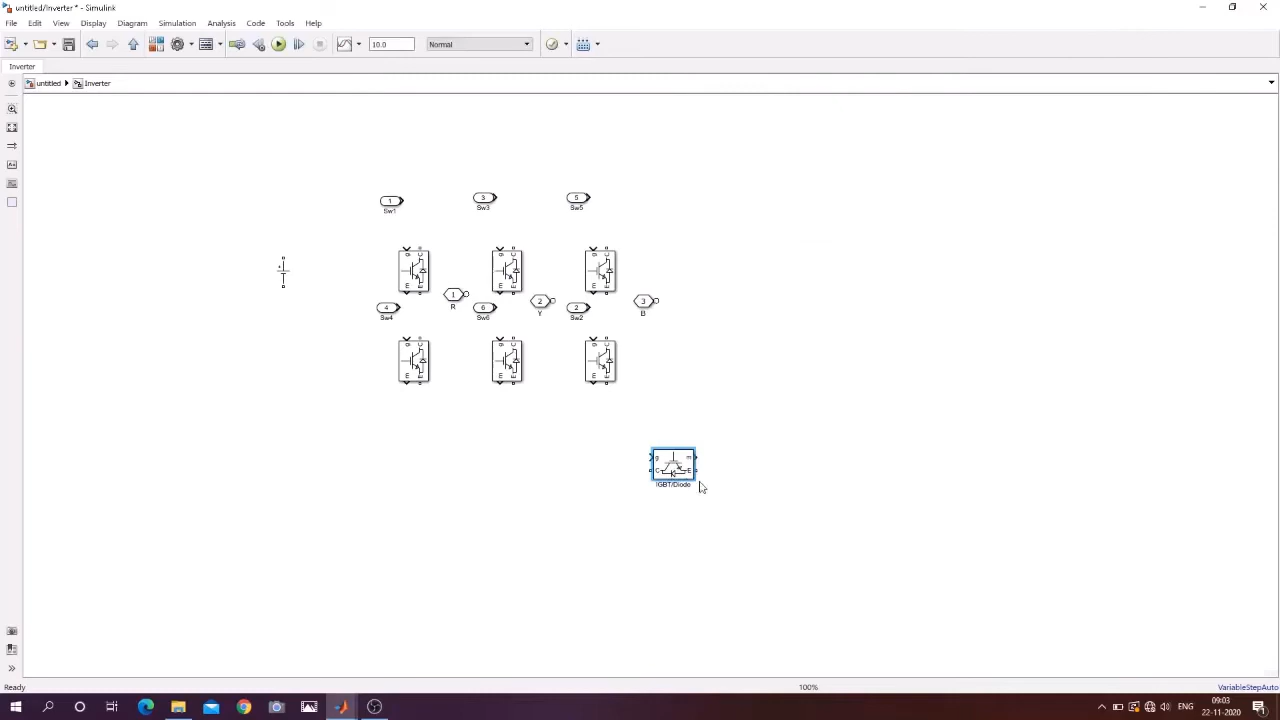 untitled/Inverter * - Simulink
File Edit View Display Diagram Simulation Analysis Code Tools Help
10.0 Normal
Inverter
untitled Inverter
1 3 5
Sw1 Sw3 Sw5
g C g C g C
E E E
1 2 3
R Y B
4 6 2
Sw4 Sw6 Sw2
g C g C g C
E E E
g m
C E
IGBT/Diode
Ready 100% VariableStepAuto
ENG 09:03
22-11-2020